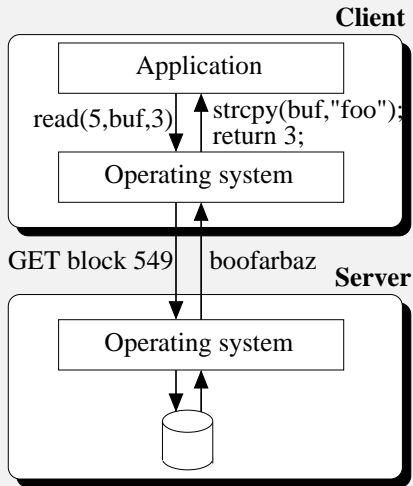 Client
Application
read(5,buf,3)
strcpy(buf,"foo");
return 3;
Operating system
GET block 549
boofarbaz
Server
Operating system